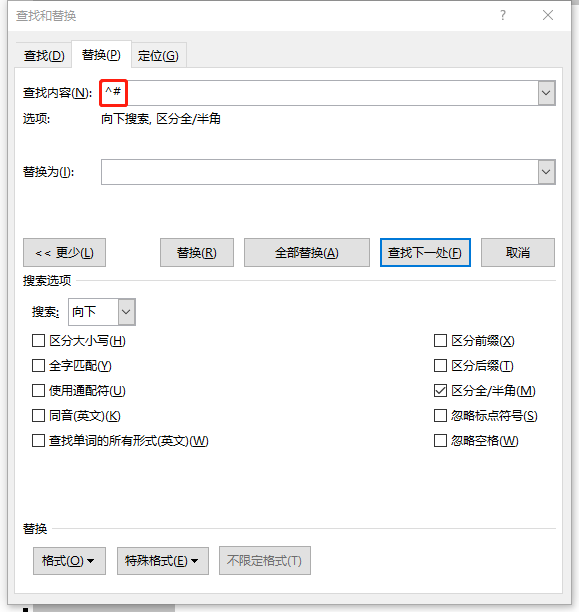 查找和替换
查找(D) 替换(P) 定位(G)
查找内容(N): ^#
选项: 向下搜索, 区分全/半角
替换为(I):
<< 更少(L) 替换(R) 全部替换(A) 查找下一处(F) 取消
搜索选项
搜索: 向下
区分大小写(H) 区分前缀(X)
全字匹配(Y) 区分后缀(T)
使用通配符(U) 区分全/半角(M)
同音(英文)(K) 忽略标点符号(S)
查找单词的所有形式(英文)(W) 忽略空格(W)
替换
格式(O) 特殊格式(E) 不限定格式(T)